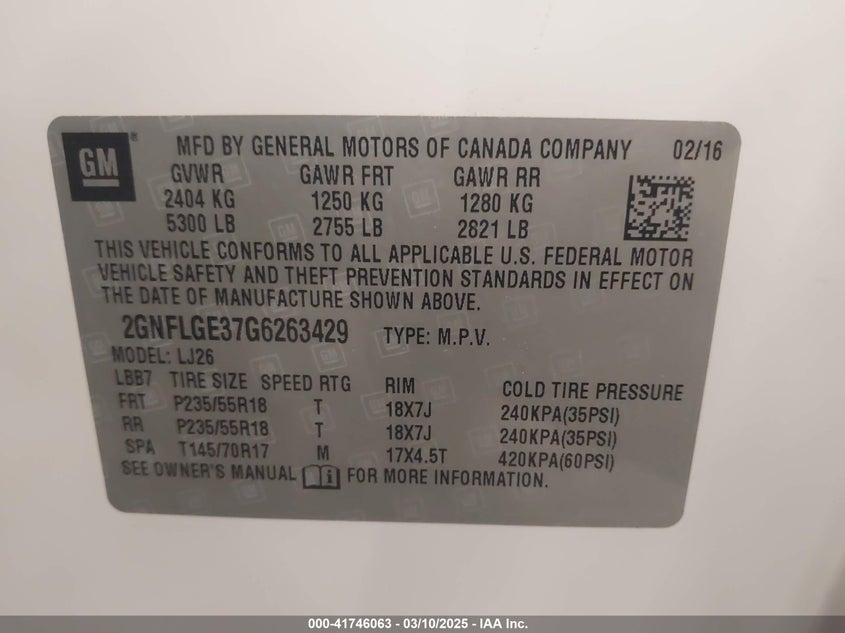 GM ® MFD BY GENERAL MOTORS OF CANADA COMPANY 02/16
GVWR GAWR FRT GAWR RR
2404 KG 1250 KG 1280 KG
5300 LB 2755 LB 2821 LB
THIS VEHICLE CONFORMS TO ALL APPLICABLE U.S. FEDERAL MOTOR
VEHICLE SAFETY AND THEFT PREVENTION STANDARDS IN EFFECT ON
THE DATE OF MANUFACTURE SHOWN ABOVE.
2GNFLGE37G6263429 TYPE: M.P.V.
MODEL: LJ26
LBB7 TIRE SIZE SPEED RTG RIM COLD TIRE PRESSURE
FRT P235/55R18 T 18X7J 240KPA(35PSI)
RR P235/55R18 T 18X7J 240KPA(35PSI)
SPA T145/70R17 M 17X4.5T 420KPA(60PSI)
SEE OWNER'S MANUAL FOR MORE INFORMATION.
000-41746063 - 03/10/2025 - IAA Inc.